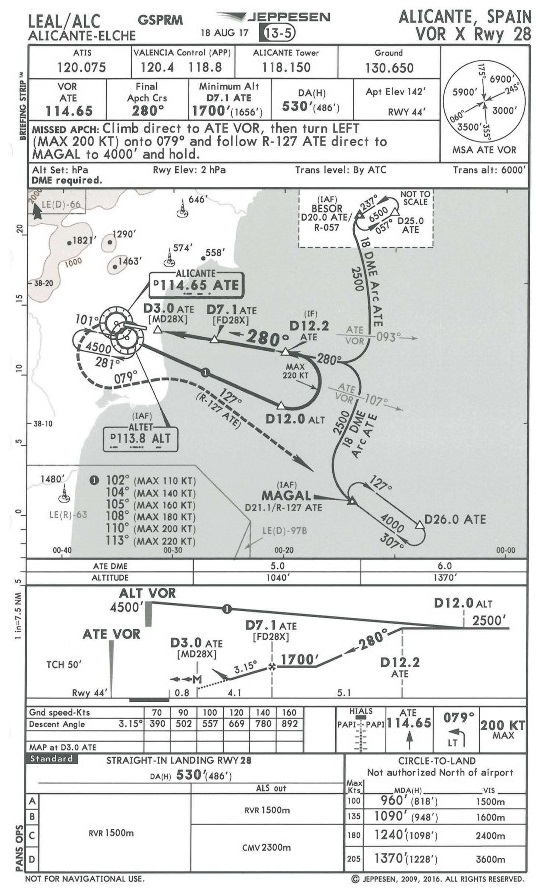 LEAL/ALC GSPRM JEPPESEN ALICANTE, SPAIN
ALICANTE-ELCHE 18 AUG 17 13-5 VOR X Rwy 28
BRIEFING STRIP™
ATIS VALENCIA Control (APP) ALICANTE Tower Ground
120.075 120.4 118.8 118.150 130.650
VOR ATE 114.65
Final Apch Crs 280°
Minimum Alt D7.1 ATE 1700'(1656')
DA(H) 530'(486')
Apt Elev 142'
RWY 44'
175° 6900' 245° 5900' 3000' 060° 3500' 355°
MSA ATE VOR
MISSED APCH: Climb direct to ATE VOR, then turn LEFT
(MAX 200 KT) onto 079° and follow R-127 ATE direct to
MAGAL to 4000' and hold.
Alt Set: hPa Rwy Elev: 2 hPa Trans level: By ATC Trans alt: 6000'
DME required.
2000
LE(D)-66
646'
1821'
1290'
574'
558'
1000
1463'
38-20
(IAF)
BESOR
D20.0 ATE/
R-057
237°
6500
057°
NOT TO
SCALE
D25.0
ATE
18 DME Arc ATE
2500
20
15
10
5
0
5
1 in=7.5 NM
ALICANTE
D 114.65 ATE
D3.0 ATE
[MD28X]
D7.1 ATE
[FD28X]
280°
(IF)
D12.2
ATE
ATE
VOR
093°
280°
MAX
220 KT
101°
4500
281°
079°
1
127°
(R-127 ATE)
D12.0 ALT
ATE
VOR
107°
2500
18 DME
Arc ATE
38-10
(IAF)
ALTET
D 113.8 ALT
1480'
LE(R)-63
1 102° (MAX 110 KT)
104° (MAX 140 KT)
105° (MAX 160 KT)
108° (MAX 180 KT)
110° (MAX 200 KT)
113° (MAX 220 KT)
(IAF)
MAGAL
D21.1/R-127 ATE
127°
4000
307°
D26.0 ATE
LE(D)-97B
00-40 00-30 00-20 00-00
ATE DME 5.0 6.0
ALTITUDE 1040' 1370'
ALT VOR
4500'
1
D12.0 ALT
2500'
ATE VOR
D3.0 ATE
[MD28X]
D7.1 ATE
[FD28X]
280°
D12.2
ATE
TCH 50'
M
3.15°
1700'
Rwy 44' 0.8 4.1 5.1
Gnd speed-Kts 70 90 100 120 140 160
Descent Angle 3.15° 390 502 557 669 780 892
MAP at D3.0 ATE
HIALS
PAPI PAPI
ATE
114.65
079°
LT
200 KT
MAX
Standard STRAIGHT-IN LANDING RWY 28
DA(H) 530'(486')
ALS out
CIRCLE-TO-LAND
Not authorized North of airport
Max Kts MDA(H) VIS
PANS OPS
A
B
C
D
RVR 1500m
RVR 1500m
CMV 2300m
100 960' (818') 1500m
135 1090' (948') 1600m
180 1240'(1098') 2400m
205 1370'(1228') 3600m
NOT FOR NAVIGATIONAL USE.
© JEPPESEN, 2009, 2016. ALL RIGHTS RESERVED.